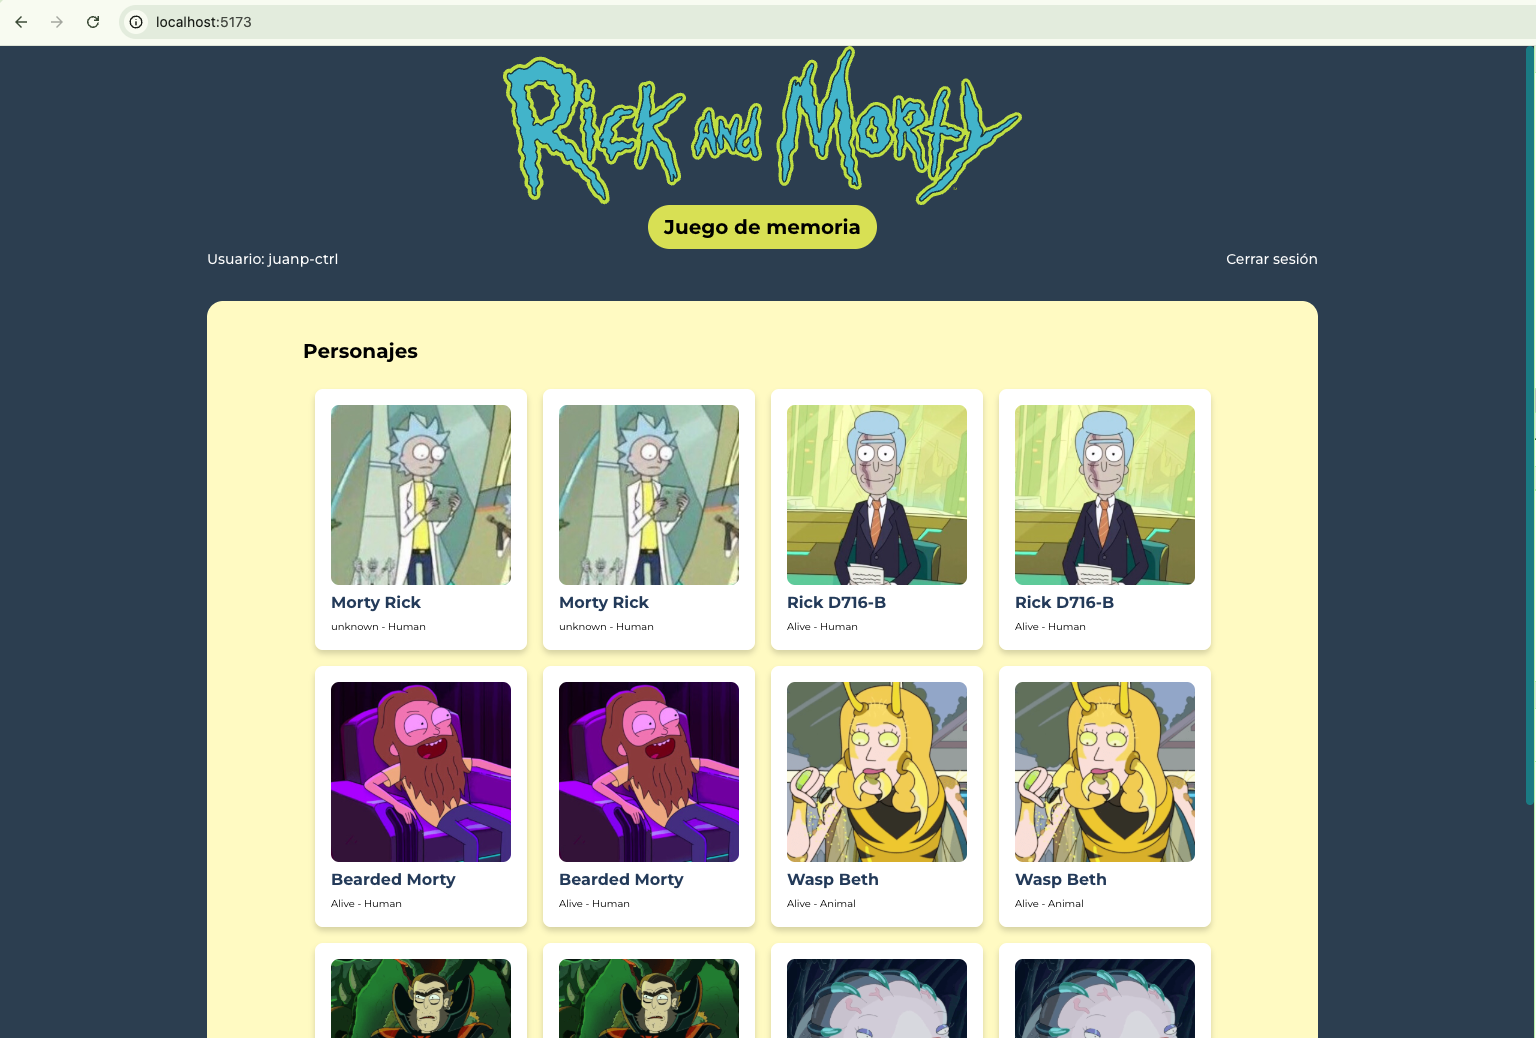 localhost:5173
Rick and Morty
Juego de memoria
Usuario: juanp-ctrl
Cerrar sesión
Personajes
Morty Rick
unknown - Human
Morty Rick
unknown - Human
Rick D716-B
Alive - Human
Rick D716-B
Alive - Human
Bearded Morty
Alive - Human
Bearded Morty
Alive - Human
Wasp Beth
Alive - Animal
Wasp Beth
Alive - Animal